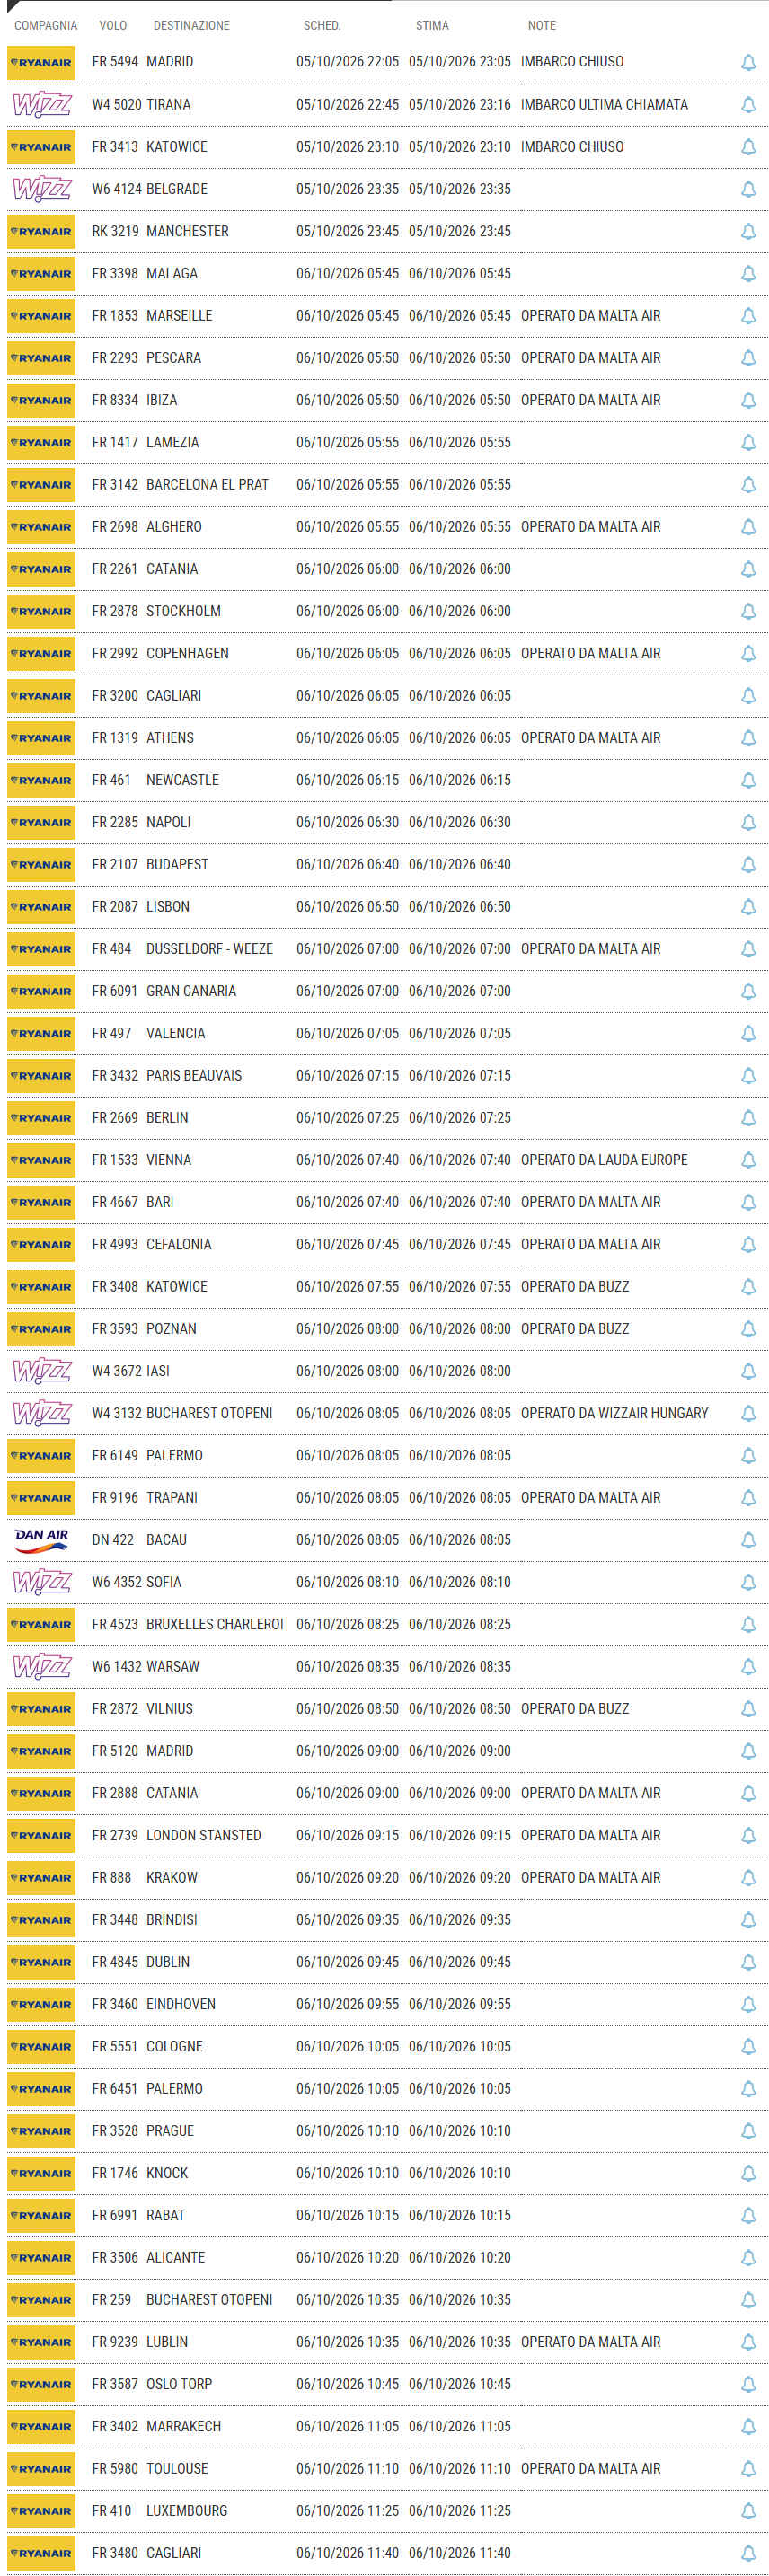 COMPAGNIA VOLO DESTINAZIONE SCHED. STIMA NOTE
RYANAIR FR 5494 MADRID 05/10/2026 22:05 05/10/2026 23:05 IMBARCO CHIUSO
WIZZ W4 5020 TIRANA 05/10/2026 22:45 05/10/2026 23:16 IMBARCO ULTIMA CHIAMATA
RYANAIR FR 3413 KATOWICE 05/10/2026 23:10 05/10/2026 23:10 IMBARCO CHIUSO
WIZZ W6 4124 BELGRADE 05/10/2026 23:35 05/10/2026 23:35
RYANAIR RK 3219 MANCHESTER 05/10/2026 23:45 05/10/2026 23:45
RYANAIR FR 3398 MALAGA 06/10/2026 05:45 06/10/2026 05:45
RYANAIR FR 1853 MARSEILLE 06/10/2026 05:45 06/10/2026 05:45 OPERATO DA MALTA AIR
RYANAIR FR 2293 PESCARA 06/10/2026 05:50 06/10/2026 05:50 OPERATO DA MALTA AIR
RYANAIR FR 8334 IBIZA 06/10/2026 05:50 06/10/2026 05:50 OPERATO DA MALTA AIR
RYANAIR FR 1417 LAMEZIA 06/10/2026 05:55 06/10/2026 05:55
RYANAIR FR 3142 BARCELONA EL PRAT 06/10/2026 05:55 06/10/2026 05:55
RYANAIR FR 2698 ALGHERO 06/10/2026 05:55 06/10/2026 05:55 OPERATO DA MALTA AIR
RYANAIR FR 2261 CATANIA 06/10/2026 06:00 06/10/2026 06:00
RYANAIR FR 2878 STOCKHOLM 06/10/2026 06:00 06/10/2026 06:00
RYANAIR FR 2992 COPENHAGEN 06/10/2026 06:05 06/10/2026 06:05 OPERATO DA MALTA AIR
RYANAIR FR 3200 CAGLIARI 06/10/2026 06:05 06/10/2026 06:05
RYANAIR FR 1319 ATHENS 06/10/2026 06:05 06/10/2026 06:05 OPERATO DA MALTA AIR
RYANAIR FR 461 NEWCASTLE 06/10/2026 06:15 06/10/2026 06:15
RYANAIR FR 2285 NAPOLI 06/10/2026 06:30 06/10/2026 06:30
RYANAIR FR 2107 BUDAPEST 06/10/2026 06:40 06/10/2026 06:40
RYANAIR FR 2087 LISBON 06/10/2026 06:50 06/10/2026 06:50
RYANAIR FR 484 DUSSELDORF - WEEZE 06/10/2026 07:00 06/10/2026 07:00 OPERATO DA MALTA AIR
RYANAIR FR 6091 GRAN CANARIA 06/10/2026 07:00 06/10/2026 07:00
RYANAIR FR 497 VALENCIA 06/10/2026 07:05 06/10/2026 07:05
RYANAIR FR 3432 PARIS BEAUVAIS 06/10/2026 07:15 06/10/2026 07:15
RYANAIR FR 2669 BERLIN 06/10/2026 07:25 06/10/2026 07:25
RYANAIR FR 1533 VIENNA 06/10/2026 07:40 06/10/2026 07:40 OPERATO DA LAUDA EUROPE
RYANAIR FR 4667 BARI 06/10/2026 07:40 06/10/2026 07:40 OPERATO DA MALTA AIR
RYANAIR FR 4993 CEFALONIA 06/10/2026 07:45 06/10/2026 07:45 OPERATO DA MALTA AIR
RYANAIR FR 3408 KATOWICE 06/10/2026 07:55 06/10/2026 07:55 OPERATO DA BUZZ
RYANAIR FR 3593 POZNAN 06/10/2026 08:00 06/10/2026 08:00 OPERATO DA BUZZ
WIZZ W4 3672 IASI 06/10/2026 08:00 06/10/2026 08:00
WIZZ W4 3132 BUCHAREST OTOPENI 06/10/2026 08:05 06/10/2026 08:05 OPERATO DA WIZZAIR HUNGARY
RYANAIR FR 6149 PALERMO 06/10/2026 08:05 06/10/2026 08:05
RYANAIR FR 9196 TRAPANI 06/10/2026 08:05 06/10/2026 08:05 OPERATO DA MALTA AIR
DAN AIR DN 422 BACAU 06/10/2026 08:05 06/10/2026 08:05
WIZZ W6 4352 SOFIA 06/10/2026 08:10 06/10/2026 08:10
RYANAIR FR 4523 BRUXELLES CHARLEROI 06/10/2026 08:25 06/10/2026 08:25
WIZZ W6 1432 WARSAW 06/10/2026 08:35 06/10/2026 08:35
RYANAIR FR 2872 VILNIUS 06/10/2026 08:50 06/10/2026 08:50 OPERATO DA BUZZ
RYANAIR FR 5120 MADRID 06/10/2026 09:00 06/10/2026 09:00
RYANAIR FR 2888 CATANIA 06/10/2026 09:00 06/10/2026 09:00 OPERATO DA MALTA AIR
RYANAIR FR 2739 LONDON STANSTED 06/10/2026 09:15 06/10/2026 09:15 OPERATO DA MALTA AIR
RYANAIR FR 888 KRAKOW 06/10/2026 09:20 06/10/2026 09:20 OPERATO DA MALTA AIR
RYANAIR FR 3448 BRINDISI 06/10/2026 09:35 06/10/2026 09:35
RYANAIR FR 4845 DUBLIN 06/10/2026 09:45 06/10/2026 09:45
RYANAIR FR 3460 EINDHOVEN 06/10/2026 09:55 06/10/2026 09:55
RYANAIR FR 5551 COLOGNE 06/10/2026 10:05 06/10/2026 10:05
RYANAIR FR 6451 PALERMO 06/10/2026 10:05 06/10/2026 10:05
RYANAIR FR 3528 PRAGUE 06/10/2026 10:10 06/10/2026 10:10
RYANAIR FR 1746 KNOCK 06/10/2026 10:10 06/10/2026 10:10
RYANAIR FR 6991 RABAT 06/10/2026 10:15 06/10/2026 10:15
RYANAIR FR 3506 ALICANTE 06/10/2026 10:20 06/10/2026 10:20
RYANAIR FR 259 BUCHAREST OTOPENI 06/10/2026 10:35 06/10/2026 10:35
RYANAIR FR 9239 LUBLIN 06/10/2026 10:35 06/10/2026 10:35 OPERATO DA MALTA AIR
RYANAIR FR 3587 OSLO TORP 06/10/2026 10:45 06/10/2026 10:45
RYANAIR FR 3402 MARRAKECH 06/10/2026 11:05 06/10/2026 11:05
RYANAIR FR 5980 TOULOUSE 06/10/2026 11:10 06/10/2026 11:10 OPERATO DA MALTA AIR
RYANAIR FR 410 LUXEMBOURG 06/10/2026 11:25 06/10/2026 11:25
RYANAIR FR 3480 CAGLIARI 06/10/2026 11:40 06/10/2026 11:40